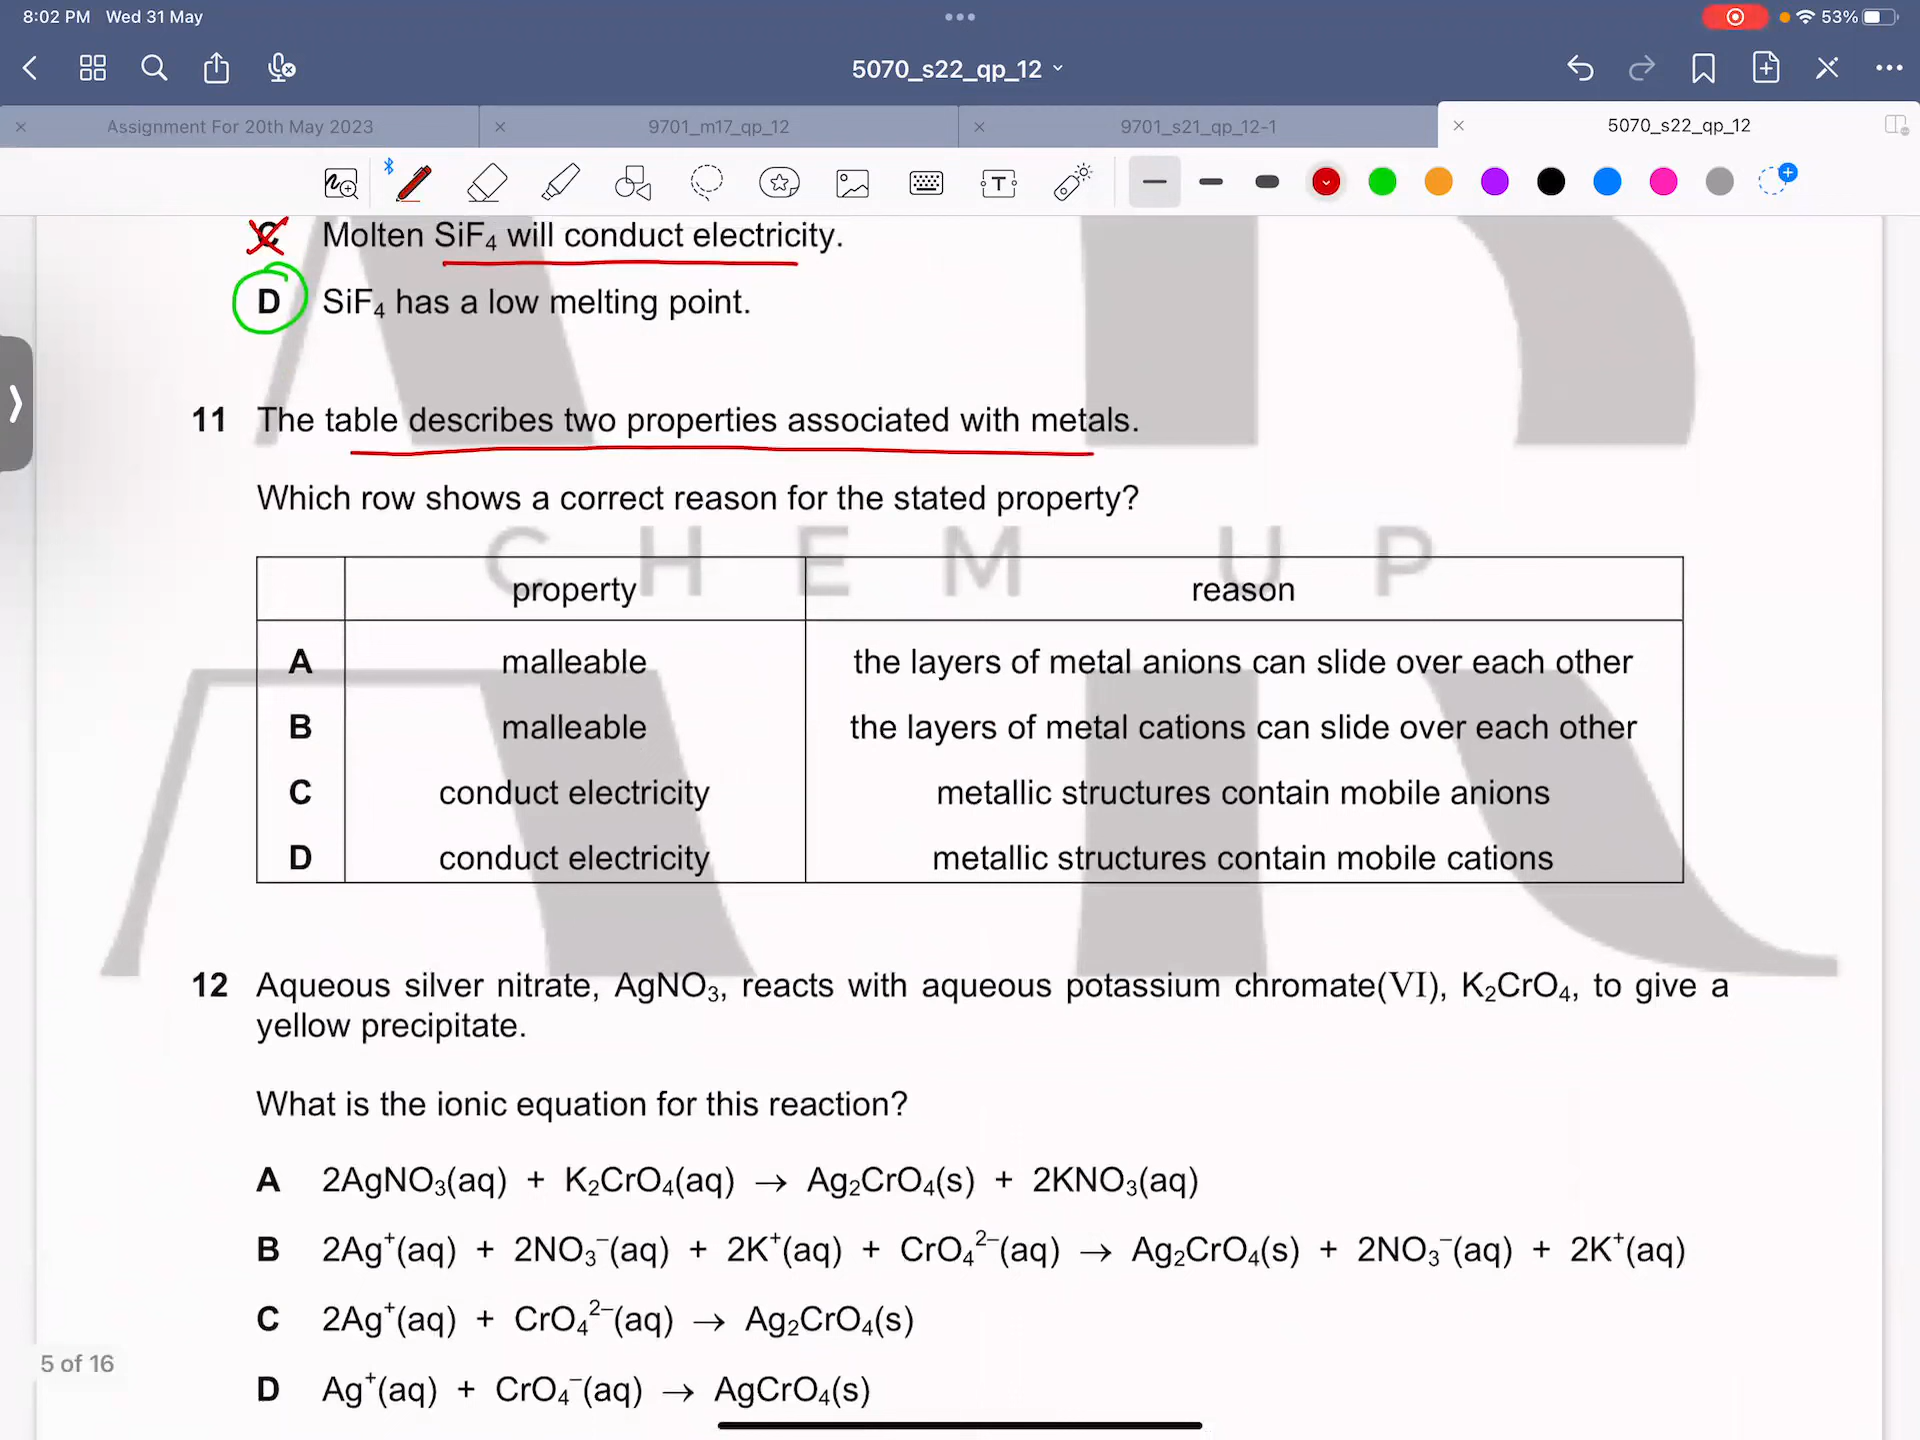 8:02 PM Wed 31 May
53%
5070_s22_qp_12
Assignment For 20th May 2023
9701_m17_qp_12
9701_s21_qp_12-1
5070_s22_qp_12
C Molten SiF₄ will conduct electricity.
D SiF₄ has a low melting point.
11 The table describes two properties associated with metals.
Which row shows a correct reason for the stated property?
CHEM UP
property reason
A malleable the layers of metal anions can slide over each other
B malleable the layers of metal cations can slide over each other
C conduct electricity metallic structures contain mobile anions
D conduct electricity metallic structures contain mobile cations
12 Aqueous silver nitrate, AgNO₃, reacts with aqueous potassium chromate(VI), K₂CrO₄, to give a
yellow precipitate.
What is the ionic equation for this reaction?
A 2AgNO₃(aq) + K₂CrO₄(aq) → Ag₂CrO₄(s) + 2KNO₃(aq)
B 2Ag⁺(aq) + 2NO₃⁻(aq) + 2K⁺(aq) + CrO₄²⁻(aq) → Ag₂CrO₄(s) + 2NO₃⁻(aq) + 2K⁺(aq)
C 2Ag⁺(aq) + CrO₄²⁻(aq) → Ag₂CrO₄(s)
D Ag⁺(aq) + CrO₄⁻(aq) → AgCrO₄(s)
5 of 16